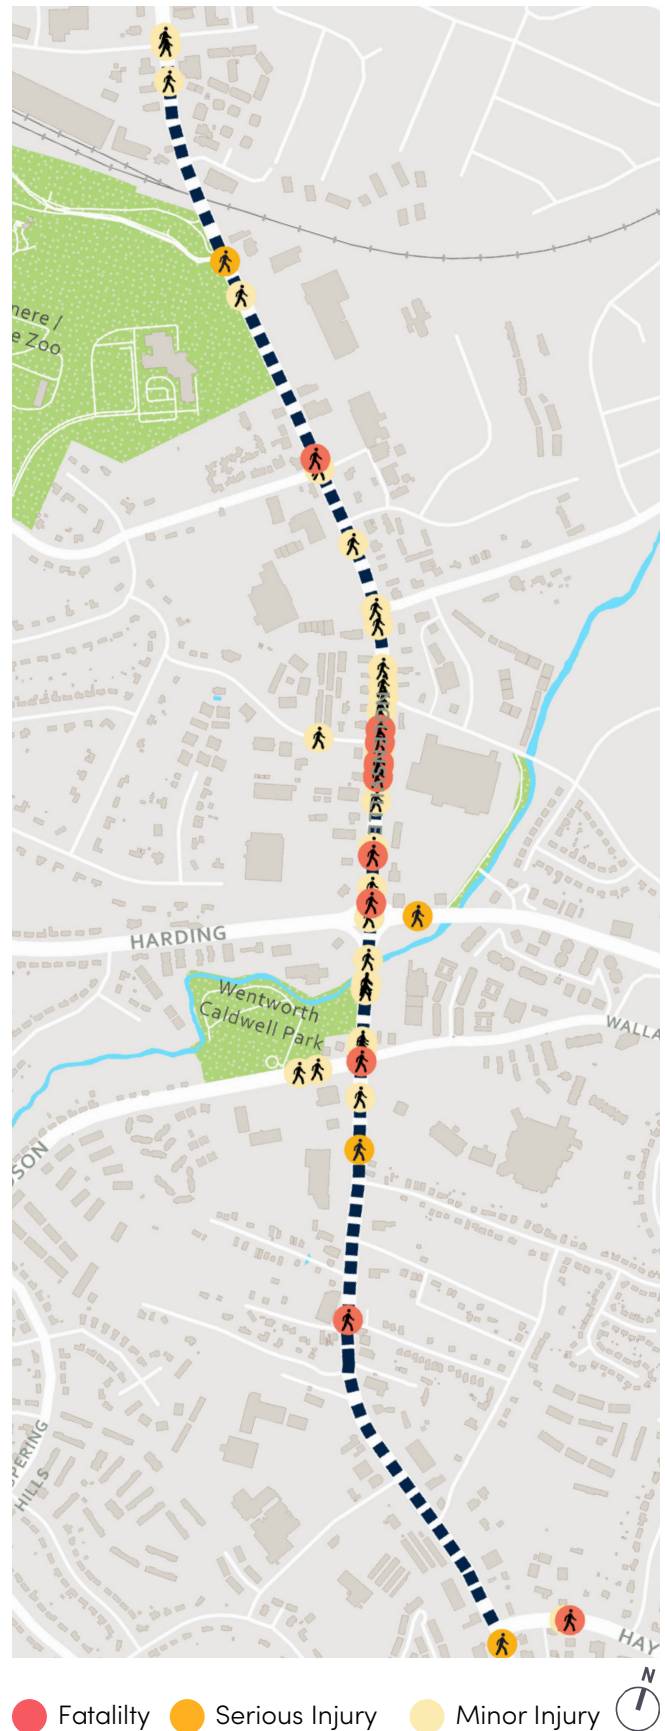 nere /
e Zoo
HARDING
Wentworth
Caldwell Park
WALLA
SON
PERING
HILLS
HAY
N
Fatalilty
Serious Injury
Minor Injury